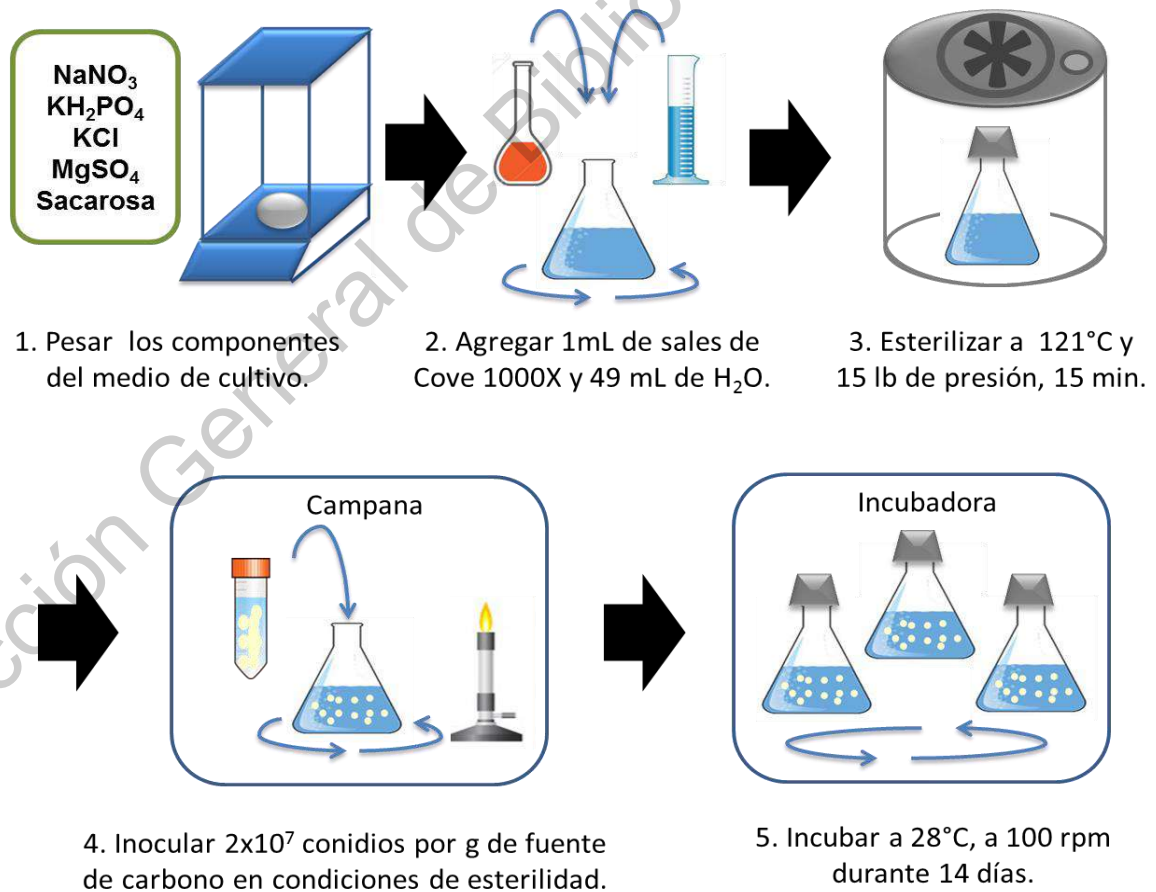 NaNO₃
KH₂PO₄
KCl
MgSO₄
Sacarosa
1. Pesar los componentes
del medio de cultivo.
2. Agregar 1mL de sales de
Cove 1000X y 49 mL de H₂O.
3. Esterilizar a 121°C y
15 lb de presión, 15 min.
Campana
4. Inocular 2x10⁷ conidios por g de fuente
de carbono en condiciones de esterilidad.
Incubadora
5. Incubar a 28°C, a 100 rpm
durante 14 días.
General de